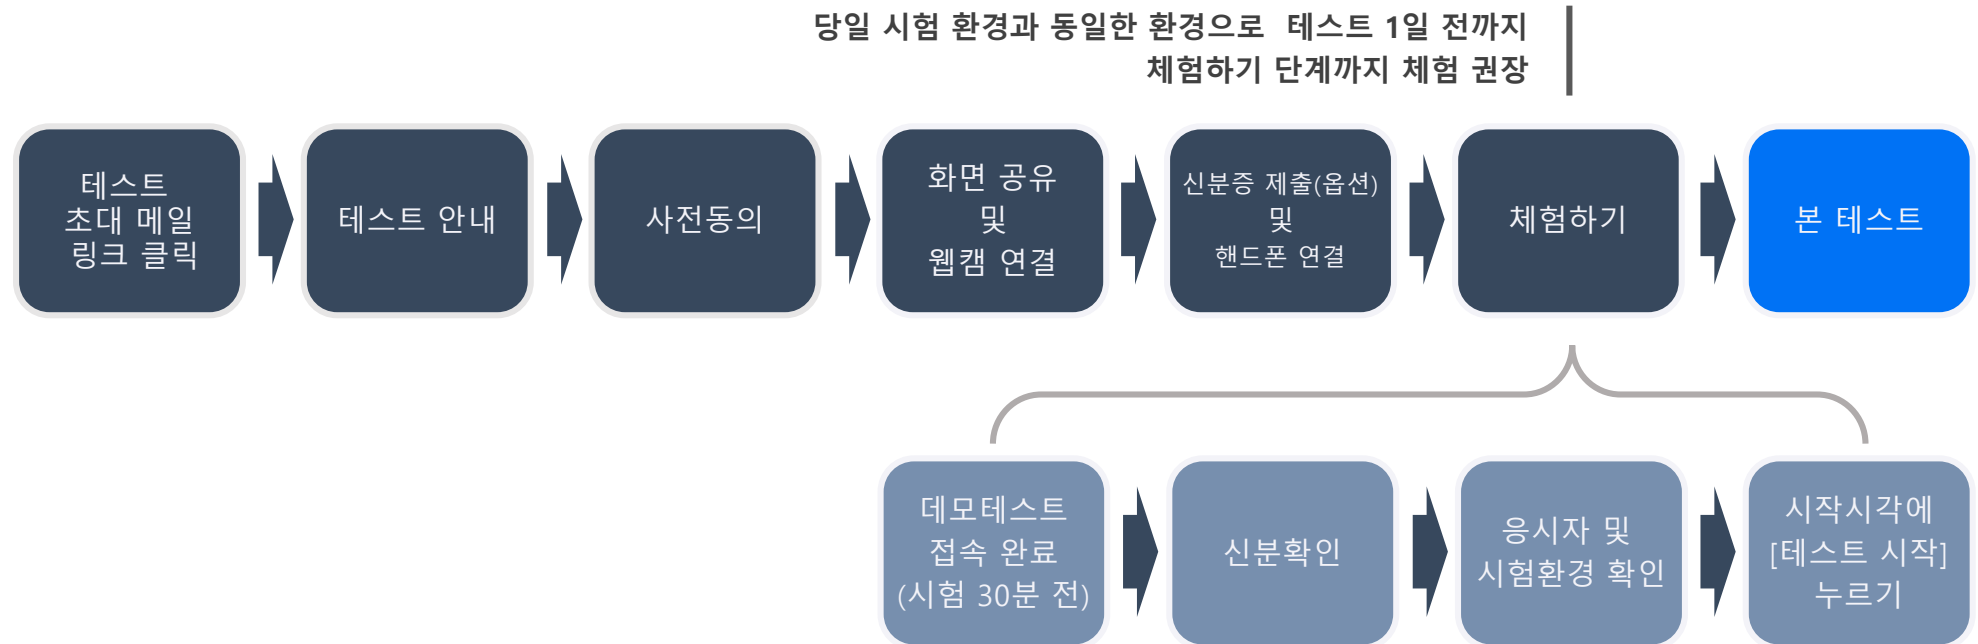 당일 시험 환경과 동일한 환경으로 테스트 1일 전까지
체험하기 단계까지 체험 권장
테스트
초대 메일
링크 클릭
테스트 안내
사전동의
화면 공유
및
웹캠 연결
신분증 제출(옵션)
및
핸드폰 연결
체험하기
본 테스트
데모테스트
접속 완료
(시험 30분 전)
신분확인
응시자 및
시험환경 확인
시작시각에
[테스트 시작]
누르기